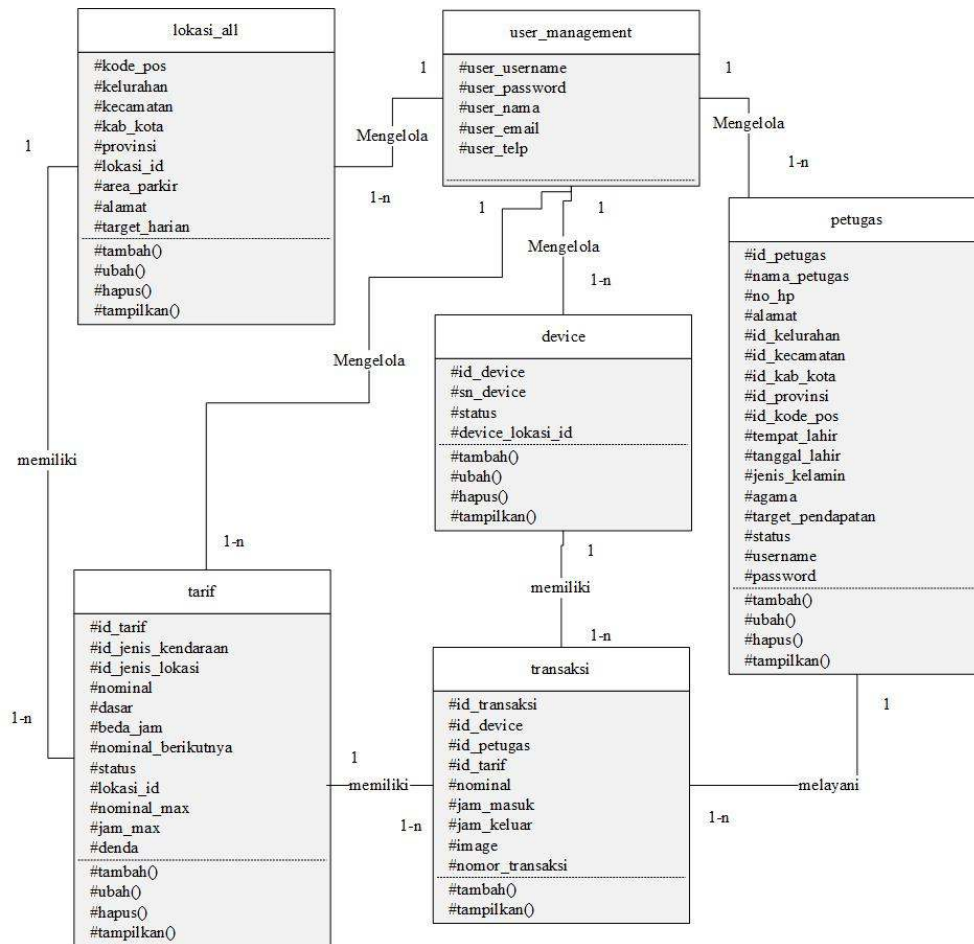 lokasi_all
#kode_pos
#kelurahan
#kecamatan
#kab_kota
#provinsi
#lokasi_id
#area_parkir
#alamat
#target_harian
#tambah()
#ubah()
#hapus()
#tampilkan()
user_management
#user_username
#user_password
#user_nama
#user_email
#user_telp
1
Mengelola
1-n
1
Mengelola
1-n
1
Mengelola
1-n
1
Mengelola
1-n
1
memiliki
1-n
petugas
#id_petugas
#nama_petugas
#no_hp
#alamat
#id_kelurahan
#id_kecamatan
#id_kab_kota
#id_provinsi
#id_kode_pos
#tempat_lahir
#tanggal_lahir
#jenis_kelamin
#agama
#target_pendapatan
#status
#username
#password
#tambah()
#ubah()
#hapus()
#tampilkan()
device
#id_device
#sn_device
#status
#device_lokasi_id
#tambah()
#ubah()
#hapus()
#tampilkan()
1
memiliki
1-n
tarif
#id_tarif
#id_jenis_kendaraan
#id_jenis_lokasi
#nominal
#dasar
#beda_jam
#nominal_berikutnya
#status
#lokasi_id
#nominal_max
#jam_max
#denda
#tambah()
#ubah()
#hapus()
#tampilkan()
1
memiliki
1-n
transaksi
#id_transaksi
#id_device
#id_petugas
#id_tarif
#nominal
#jam_masuk
#jam_keluar
#image
#nomor_transaksi
#tambah()
#tampilkan()
1
melayani
1-n